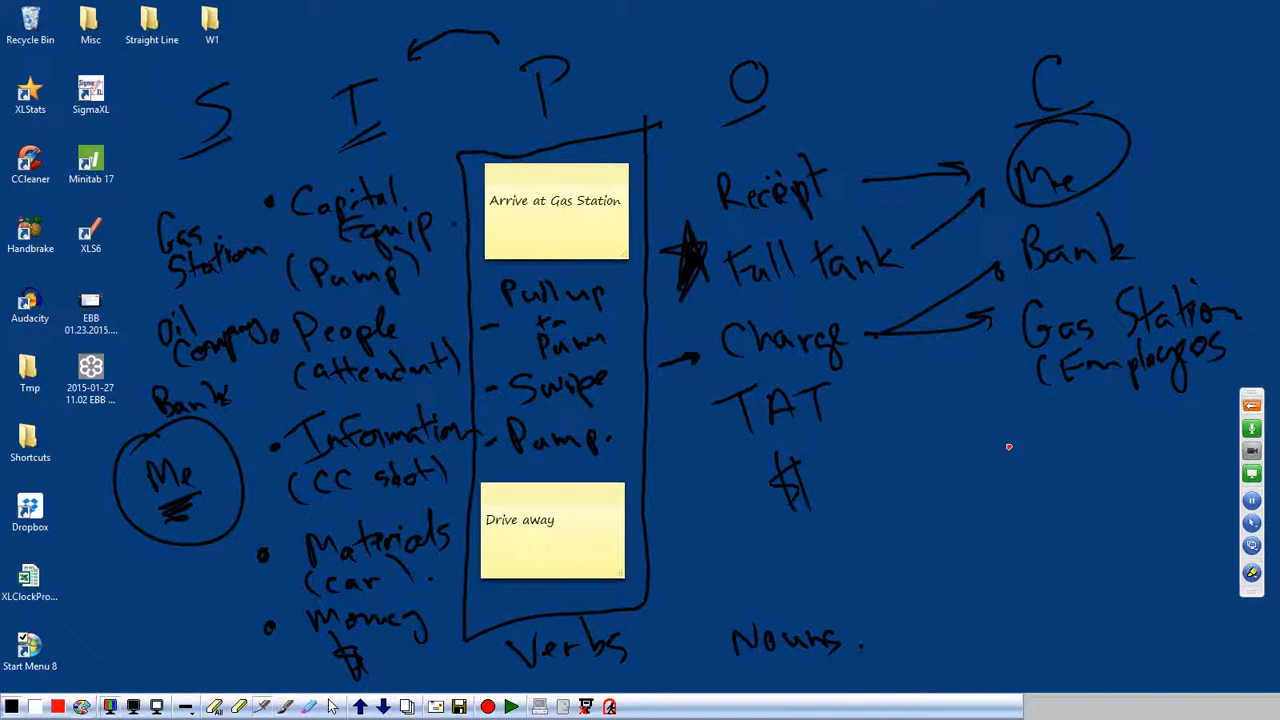 Recycle Bin
Misc
Straight Line
W1
XLStats
SigmaXL
CCleaner
Minitab 17
Handbrake
XLS6
Audacity
EBB
01.23.2015....
Tmp
2015-01-27
11.02 EBB ...
Shortcuts
Dropbox
XLClockPro...
Start Menu 8
S
Gas
Station
Oil
Company
Bank
Me
I
Capital
Equip
(Pump)
People
(attendant)
Information
(CC slot)
Materials
(car)
Money
$
P
Arrive at Gas Station
Pull up
to
Pump
- Swipe
- Pump.
Drive away
Verbs
O
Receipt
Full tank
Charge
TAT
$
Nouns.
C
Me
Bank
Gas Station
(Employees